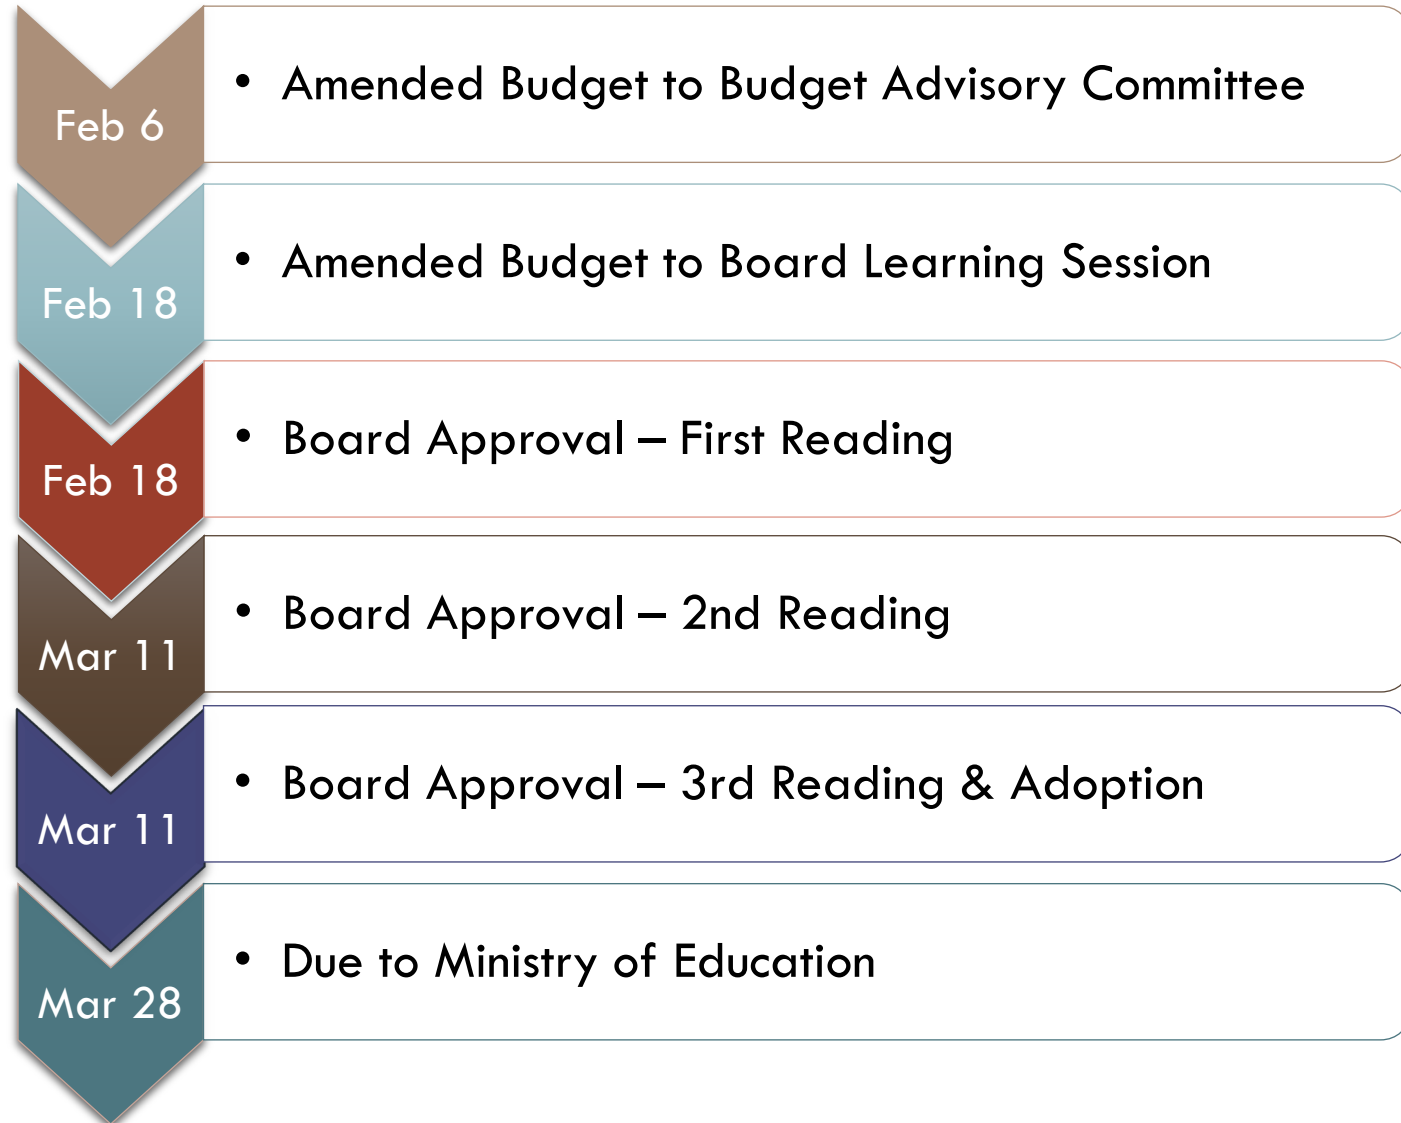 Feb 6
• Amended Budget to Budget Advisory Committee
Feb 18
• Amended Budget to Board Learning Session
Feb 18
• Board Approval – First Reading
Mar 11
• Board Approval – 2nd Reading
Mar 11
• Board Approval – 3rd Reading & Adoption
Mar 28
• Due to Ministry of Education